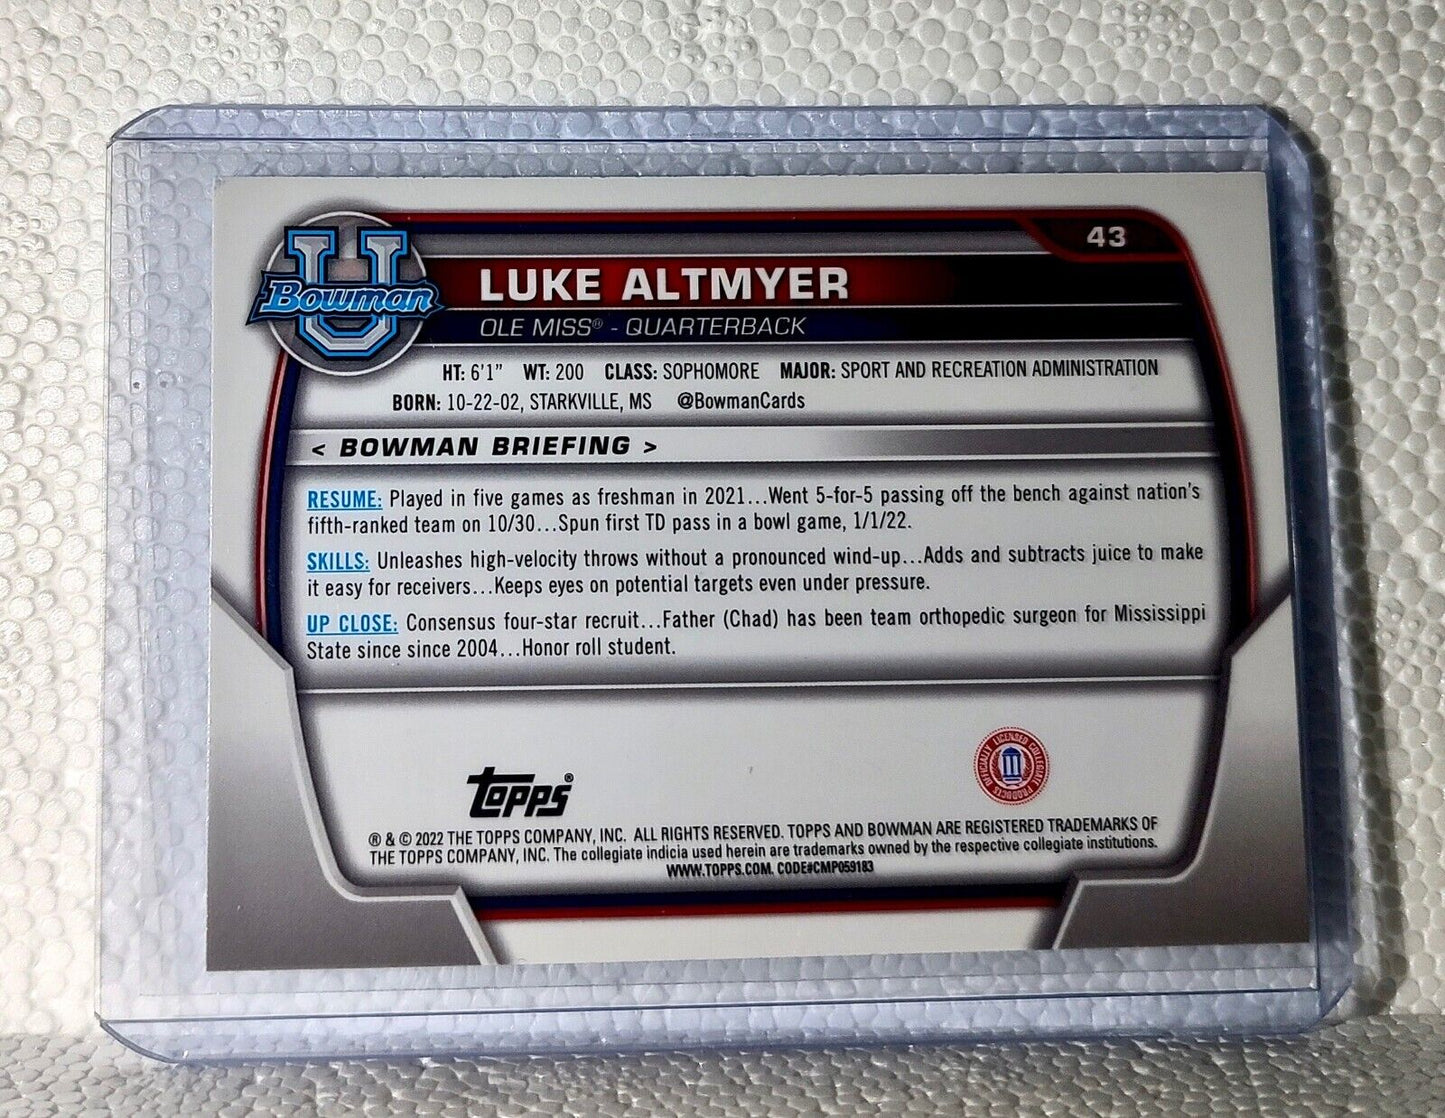 43
U
Bowman
LUKE ALTMYER
OLE MISS® - QUARTERBACK
HT: 6'1" WT: 200 CLASS: SOPHOMORE MAJOR: SPORT AND RECREATION ADMINISTRATION
BORN: 10-22-02, STARKVILLE, MS @BowmanCards
< BOWMAN BRIEFING >
RESUME: Played in five games as freshman in 2021...Went 5-for-5 passing off the bench against nation's
fifth-ranked team on 10/30...Spun first TD pass in a bowl game, 1/1/22.
SKILLS: Unleashes high-velocity throws without a pronounced wind-up...Adds and subtracts juice to make
it easy for receivers...Keeps eyes on potential targets even under pressure.
UP CLOSE: Consensus four-star recruit...Father (Chad) has been team orthopedic surgeon for Mississippi
State since since 2004...Honor roll student.
topps®
OFFICIALLY LICENSED COLLEGIATE PRODUCTS
® & © 2022 THE TOPPS COMPANY, INC. ALL RIGHTS RESERVED. TOPPS AND BOWMAN ARE REGISTERED TRADEMARKS OF
THE TOPPS COMPANY, INC. The collegiate indicia used herein are trademarks owned by the respective collegiate institutions.
WWW.TOPPS.COM. CODE#CMP059183